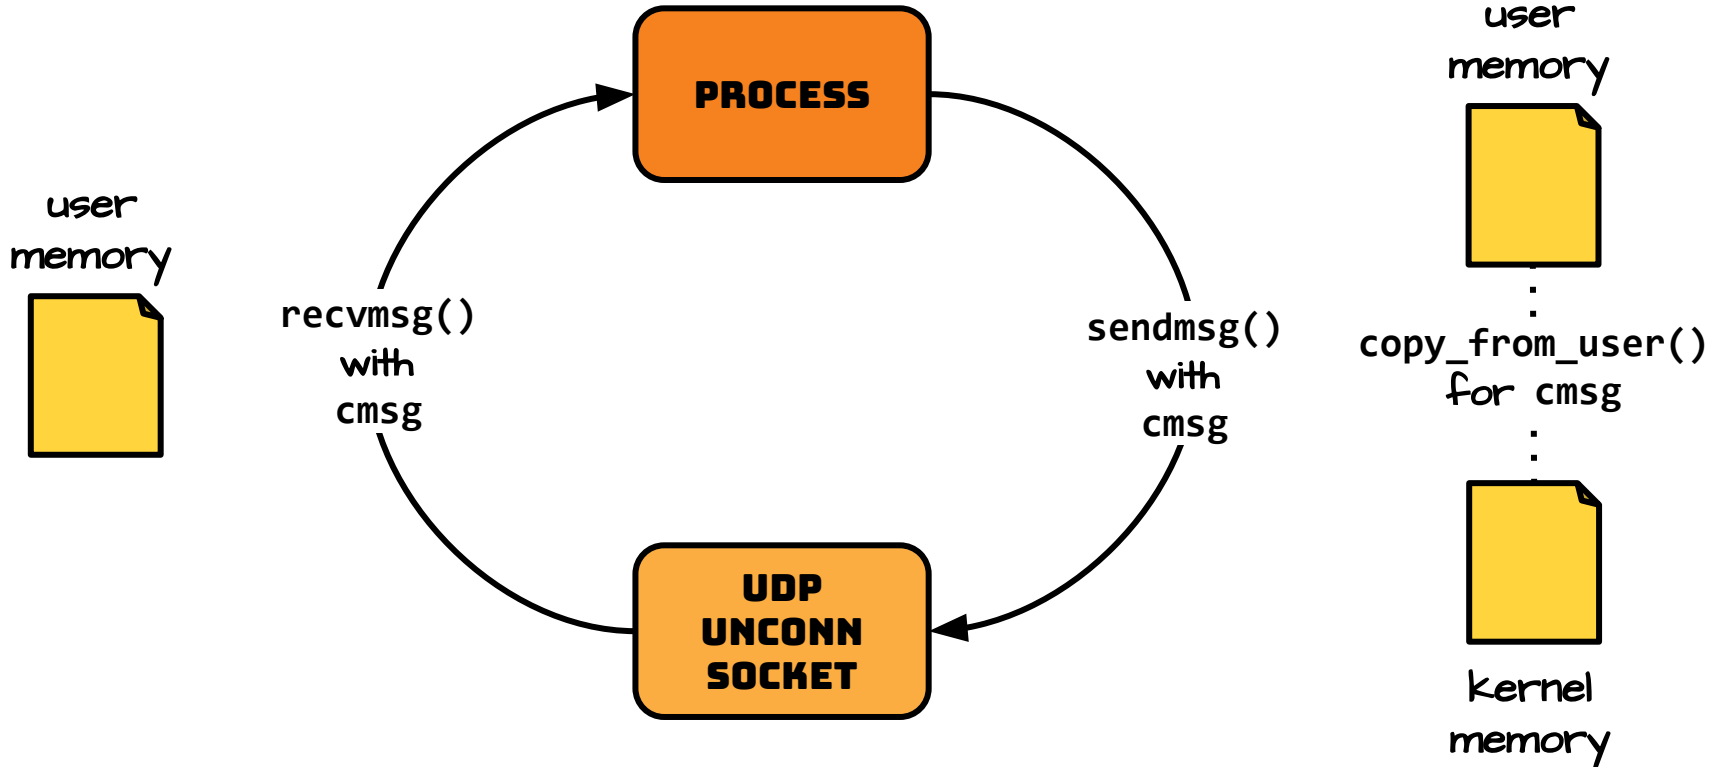 PROCESS
user
memory
recvmsg()
with
cmsg
sendmsg()
with
cmsg
user
memory
copy_from_user()
for cmsg
kernel
memory
UDP
UNCONN
SOCKET